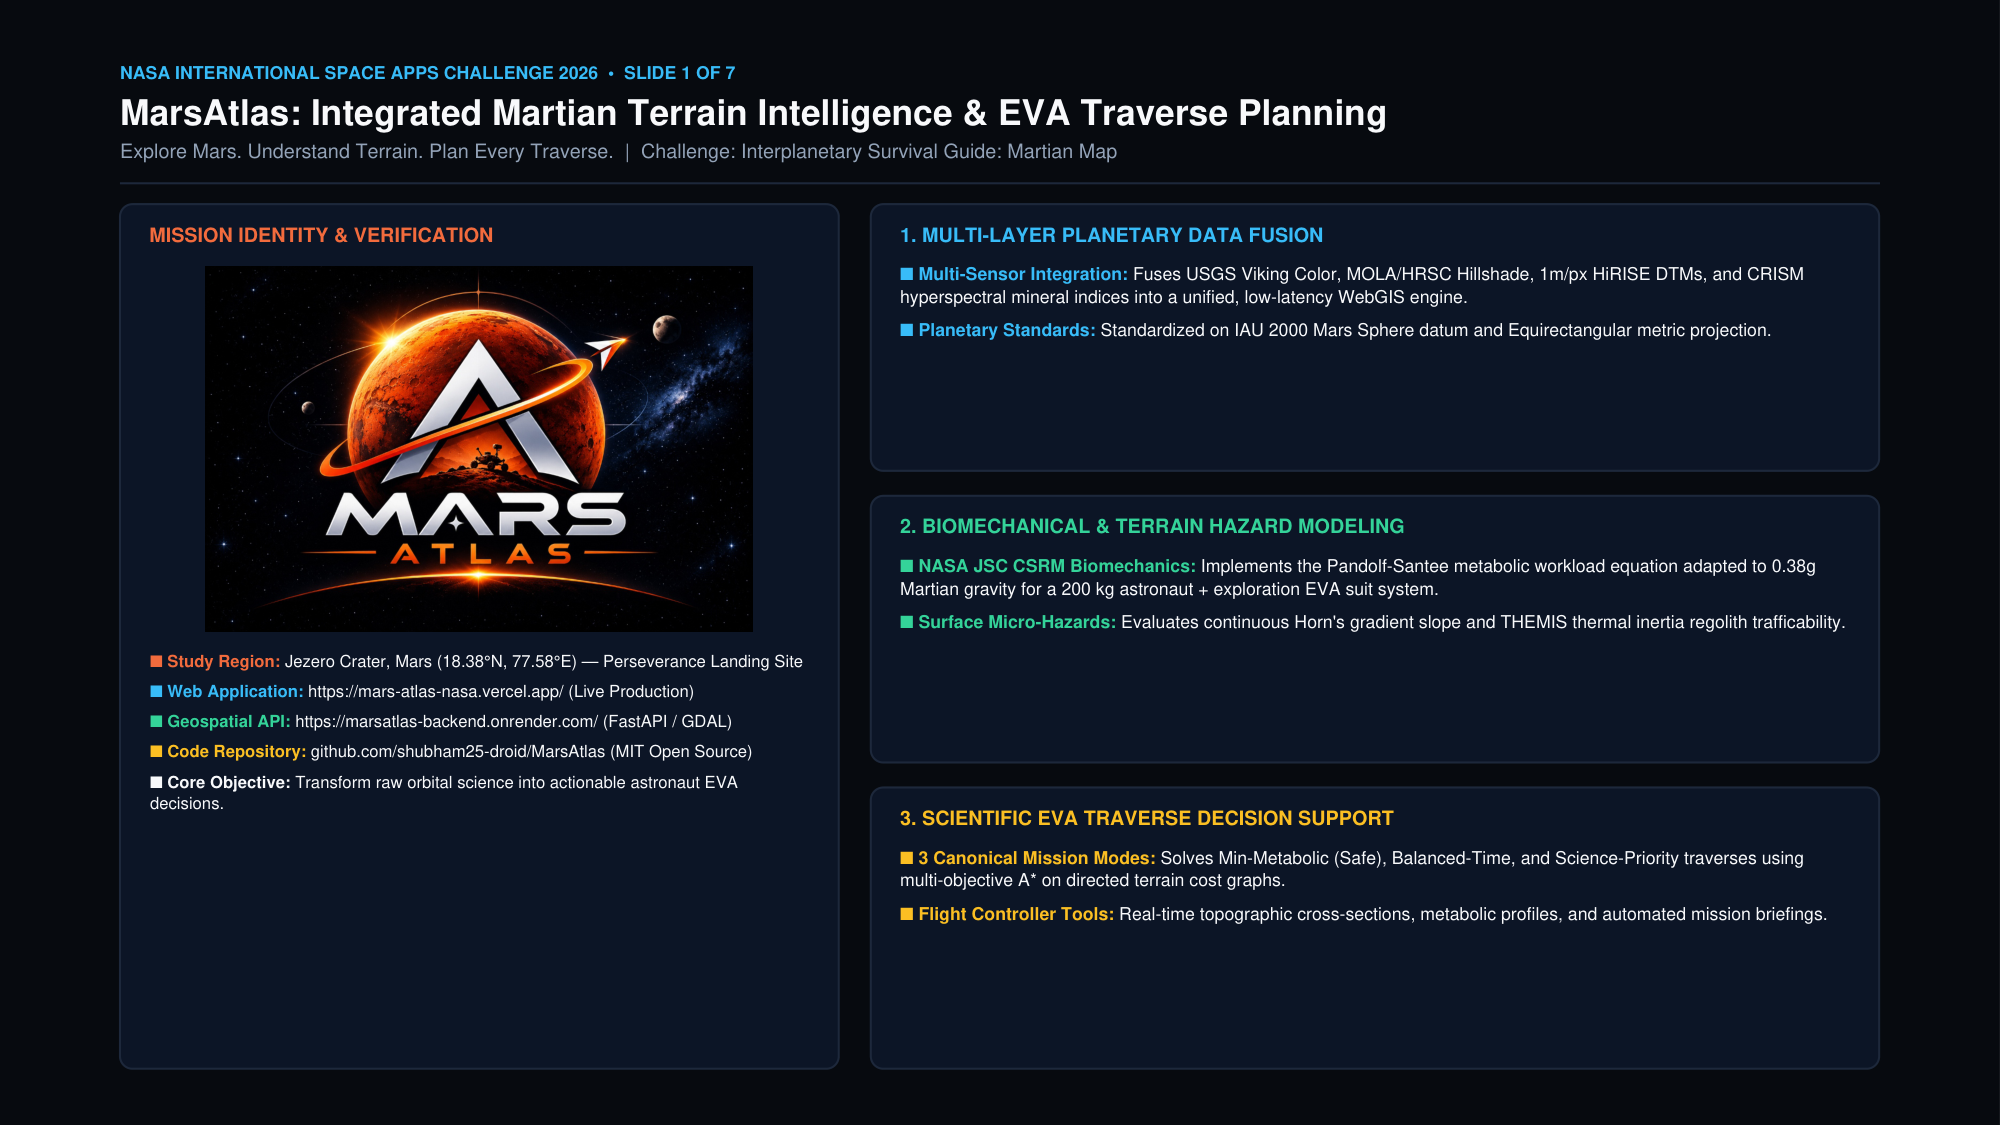 NASA INTERNATIONAL SPACE APPS CHALLENGE 2026 • SLIDE 1 OF 7
MarsAtlas: Integrated Martian Terrain Intelligence & EVA Traverse Planning
Explore Mars. Understand Terrain. Plan Every Traverse. | Challenge: Interplanetary Survival Guide: Martian Map
MISSION IDENTITY & VERIFICATION
MARS
ATLAS
■ Study Region: Jezero Crater, Mars (18.38°N, 77.58°E) — Perseverance Landing Site
■ Web Application: https://mars-atlas-nasa.vercel.app/ (Live Production)
■ Geospatial API: https://marsatlas-backend.onrender.com/ (FastAPI / GDAL)
■ Code Repository: github.com/shubham25-droid/MarsAtlas (MIT Open Source)
■ Core Objective: Transform raw orbital science into actionable astronaut EVA
decisions.
1. MULTI-LAYER PLANETARY DATA FUSION
■ Multi-Sensor Integration: Fuses USGS Viking Color, MOLA/HRSC Hillshade, 1m/px HiRISE DTMs, and CRISM
hyperspectral mineral indices into a unified, low-latency WebGIS engine.
■ Planetary Standards: Standardized on IAU 2000 Mars Sphere datum and Equirectangular metric projection.
2. BIOMECHANICAL & TERRAIN HAZARD MODELING
■ NASA JSC CSRM Biomechanics: Implements the Pandolf-Santee metabolic workload equation adapted to 0.38g
Martian gravity for a 200 kg astronaut + exploration EVA suit system.
■ Surface Micro-Hazards: Evaluates continuous Horn's gradient slope and THEMIS thermal inertia regolith trafficability.
3. SCIENTIFIC EVA TRAVERSE DECISION SUPPORT
■ 3 Canonical Mission Modes: Solves Min-Metabolic (Safe), Balanced-Time, and Science-Priority traverses using
multi-objective A* on directed terrain cost graphs.
■ Flight Controller Tools: Real-time topographic cross-sections, metabolic profiles, and automated mission briefings.